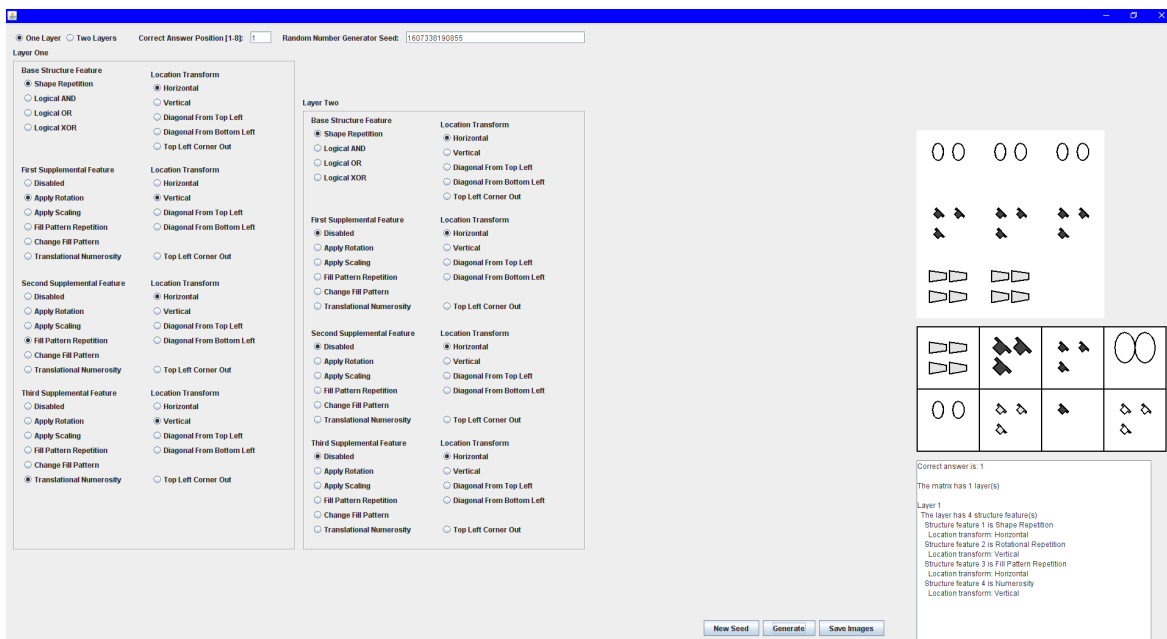 One Layer Two Layers Correct Answer Position [1-8]: 1 Random Number Generator Seed: 1607338190855
Layer One
Base Structure Feature Location Transform
Shape Repetition Horizontal
Logical AND Vertical
Logical OR Diagonal From Top Left
Logical XOR Diagonal From Bottom Left
Top Left Corner Out
First Supplemental Feature Location Transform
Disabled Horizontal
Apply Rotation Vertical
Apply Scaling Diagonal From Top Left
Fill Pattern Repetition Diagonal From Bottom Left
Change Fill Pattern
Translational Numerosity Top Left Corner Out
Second Supplemental Feature Location Transform
Disabled Horizontal
Apply Rotation Vertical
Apply Scaling Diagonal From Top Left
Fill Pattern Repetition Diagonal From Bottom Left
Change Fill Pattern
Translational Numerosity Top Left Corner Out
Third Supplemental Feature Location Transform
Disabled Horizontal
Apply Rotation Vertical
Apply Scaling Diagonal From Top Left
Fill Pattern Repetition Diagonal From Bottom Left
Change Fill Pattern
Translational Numerosity Top Left Corner Out
Layer Two
Base Structure Feature Location Transform
Shape Repetition Horizontal
Logical AND Vertical
Logical OR Diagonal From Top Left
Logical XOR Diagonal From Bottom Left
Top Left Corner Out
First Supplemental Feature Location Transform
Disabled Horizontal
Apply Rotation Vertical
Apply Scaling Diagonal From Top Left
Fill Pattern Repetition Diagonal From Bottom Left
Change Fill Pattern
Translational Numerosity Top Left Corner Out
Second Supplemental Feature Location Transform
Disabled Horizontal
Apply Rotation Vertical
Apply Scaling Diagonal From Top Left
Fill Pattern Repetition Diagonal From Bottom Left
Change Fill Pattern
Translational Numerosity Top Left Corner Out
Third Supplemental Feature Location Transform
Disabled Horizontal
Apply Rotation Vertical
Apply Scaling Diagonal From Top Left
Fill Pattern Repetition Diagonal From Bottom Left
Change Fill Pattern
Translational Numerosity Top Left Corner Out
New Seed Generate Save Images
Correct answer is: 1
The matrix has 1 layer(s)
Layer 1
The layer has 4 structure feature(s)
Structure feature 1 is Shape Repetition
Location transform: Horizontal
Structure feature 2 is Rotational Repetition
Location transform: Vertical
Structure feature 3 is Fill Pattern Repetition
Location transform: Horizontal
Structure feature 4 is Numerosity
Location transform: Vertical